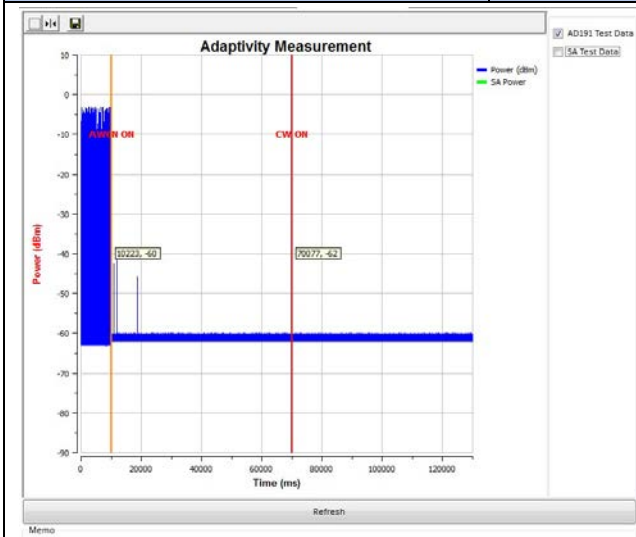 Adaptivity Measurement
AD191 Test Data
SA Test Data
Power (dBm)
SA Power
10
0
-10
-20
-30
-40
-50
-60
-70
-80
-90
Power (dBm)
AWGN ON
CW ON
10223, -60
70077, -62
0
20000
40000
60000
80000
100000
120000
Time (ms)
Refresh
Memo